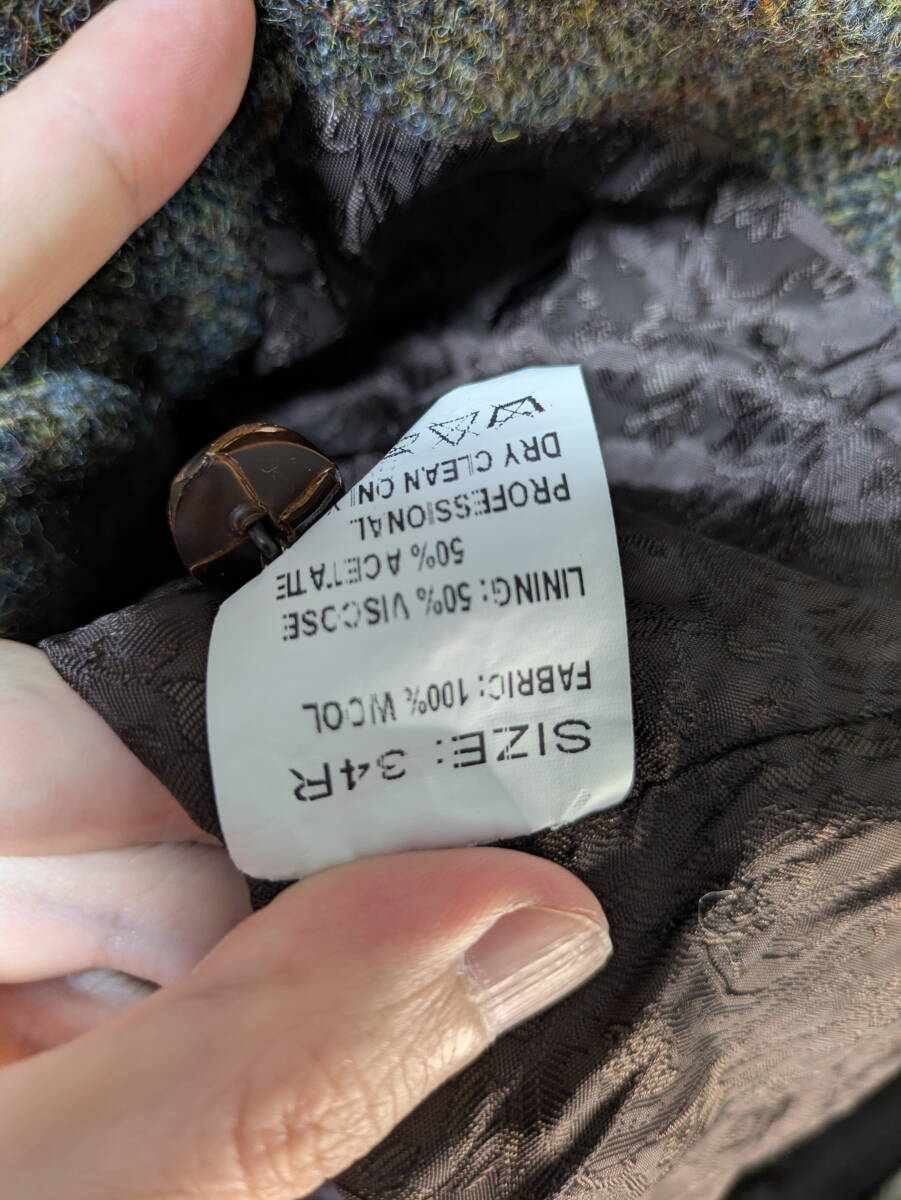 SIZE: 34R
FABRIC: 100% WOOL
LINING: 50% VISCOSE
50% ACETATE
PROFESSIONAL
DRY CLEAN ONLY